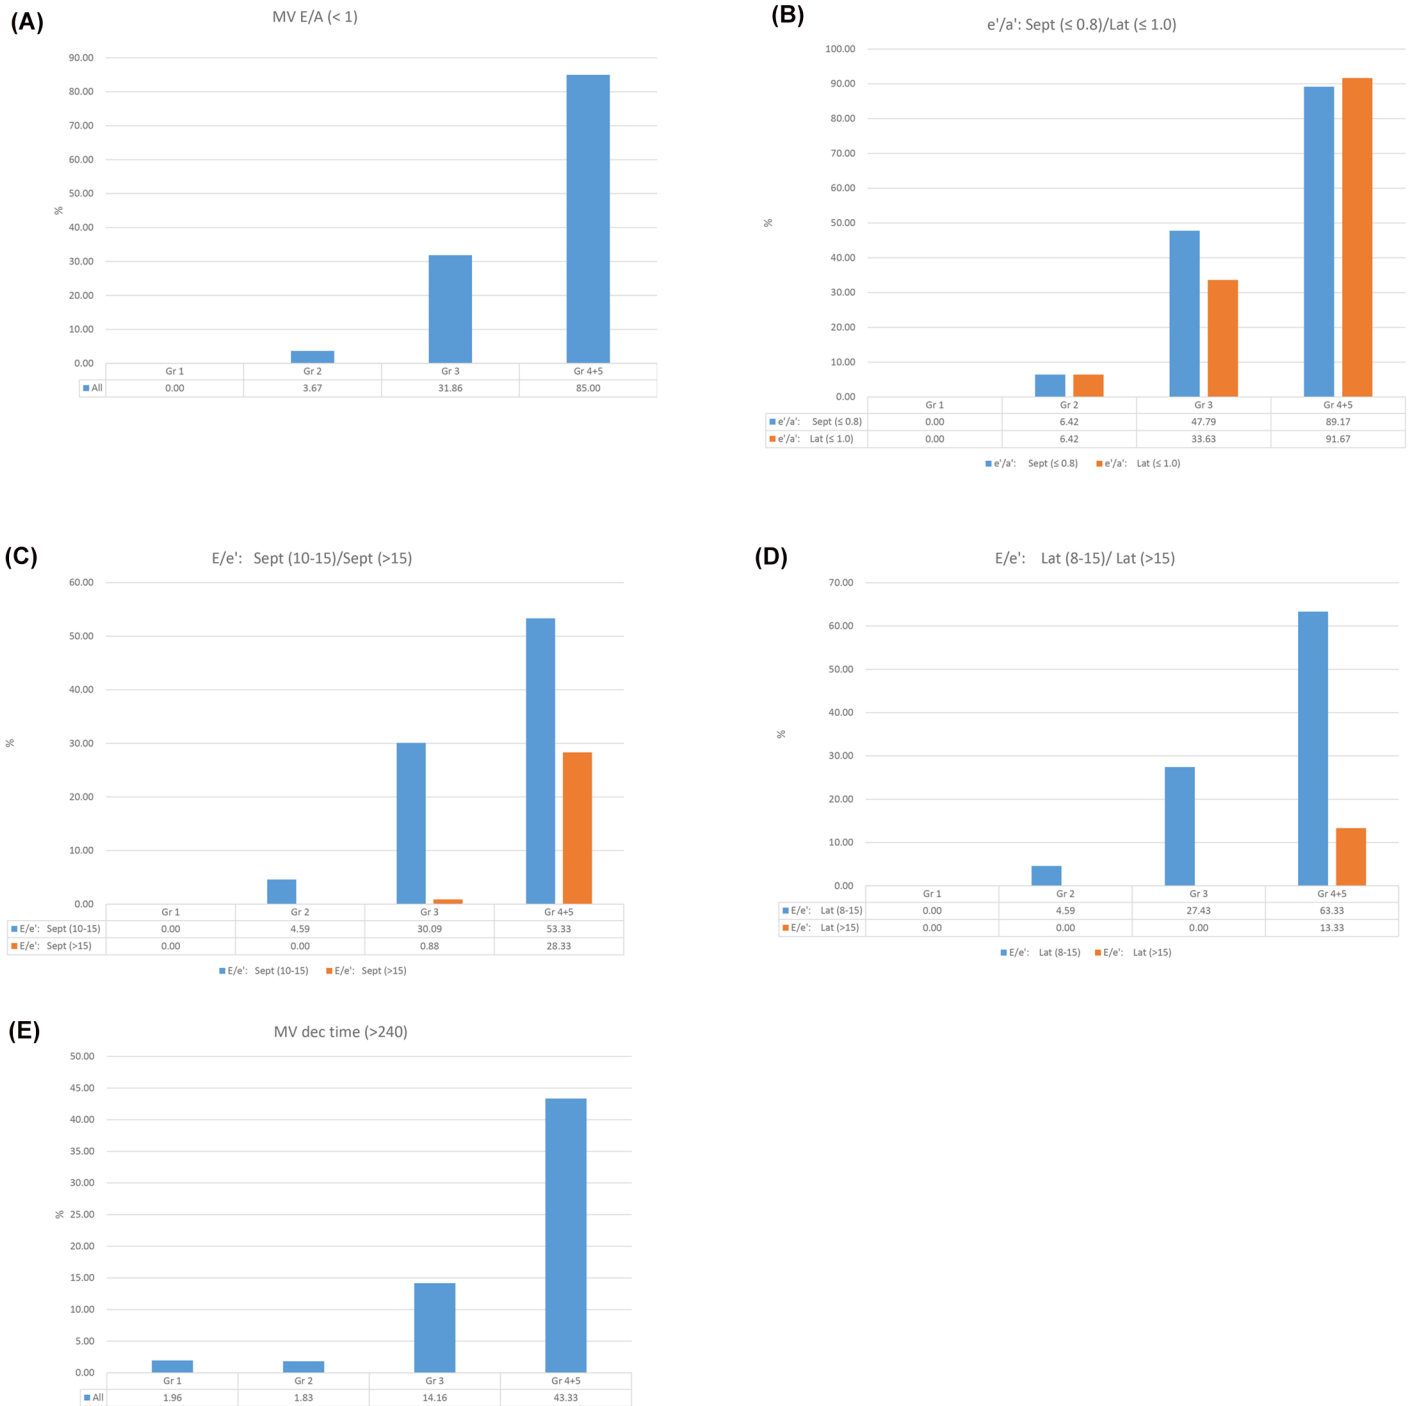 (A)
MV E/A (< 1)
90.00
80.00
70.00
60.00
50.00
40.00
30.00
20.00
10.00
0.00
%
Gr 1 Gr 2 Gr 3 Gr 4+5
All 0.00 3.67 31.86 85.00
(B)
e'/a': Sept (≤ 0.8)/Lat (≤ 1.0)
100.00
90.00
80.00
70.00
60.00
50.00
40.00
30.00
20.00
10.00
0.00
%
Gr 1 Gr 2 Gr 3 Gr 4+5
e'/a': Sept (≤ 0.8) 0.00 6.42 47.79 89.17
e'/a': Lat (≤ 1.0) 0.00 6.42 33.63 91.67
e'/a': Sept (≤ 0.8) e'/a': Lat (≤ 1.0)
(C)
E/e': Sept (10-15)/Sept (>15)
60.00
50.00
40.00
30.00
20.00
10.00
0.00
%
Gr 1 Gr 2 Gr 3 Gr 4+5
E/e': Sept (10-15) 0.00 4.59 30.09 53.33
E/e': Sept (>15) 0.00 0.00 0.88 28.33
E/e': Sept (10-15) E/e': Sept (>15)
(D)
E/e': Lat (8-15)/ Lat (>15)
70.00
60.00
50.00
40.00
30.00
20.00
10.00
0.00
%
Gr 1 Gr 2 Gr 3 Gr 4+5
E/e': Lat (8-15) 0.00 4.59 27.43 63.33
E/e': Lat (>15) 0.00 0.00 0.00 13.33
E/e': Lat (8-15) E/e': Lat (>15)
(E)
MV dec time (>240)
50.00
45.00
40.00
35.00
30.00
25.00
20.00
15.00
10.00
5.00
0.00
%
Gr 1 Gr 2 Gr 3 Gr 4+5
All 1.96 1.83 14.16 43.33